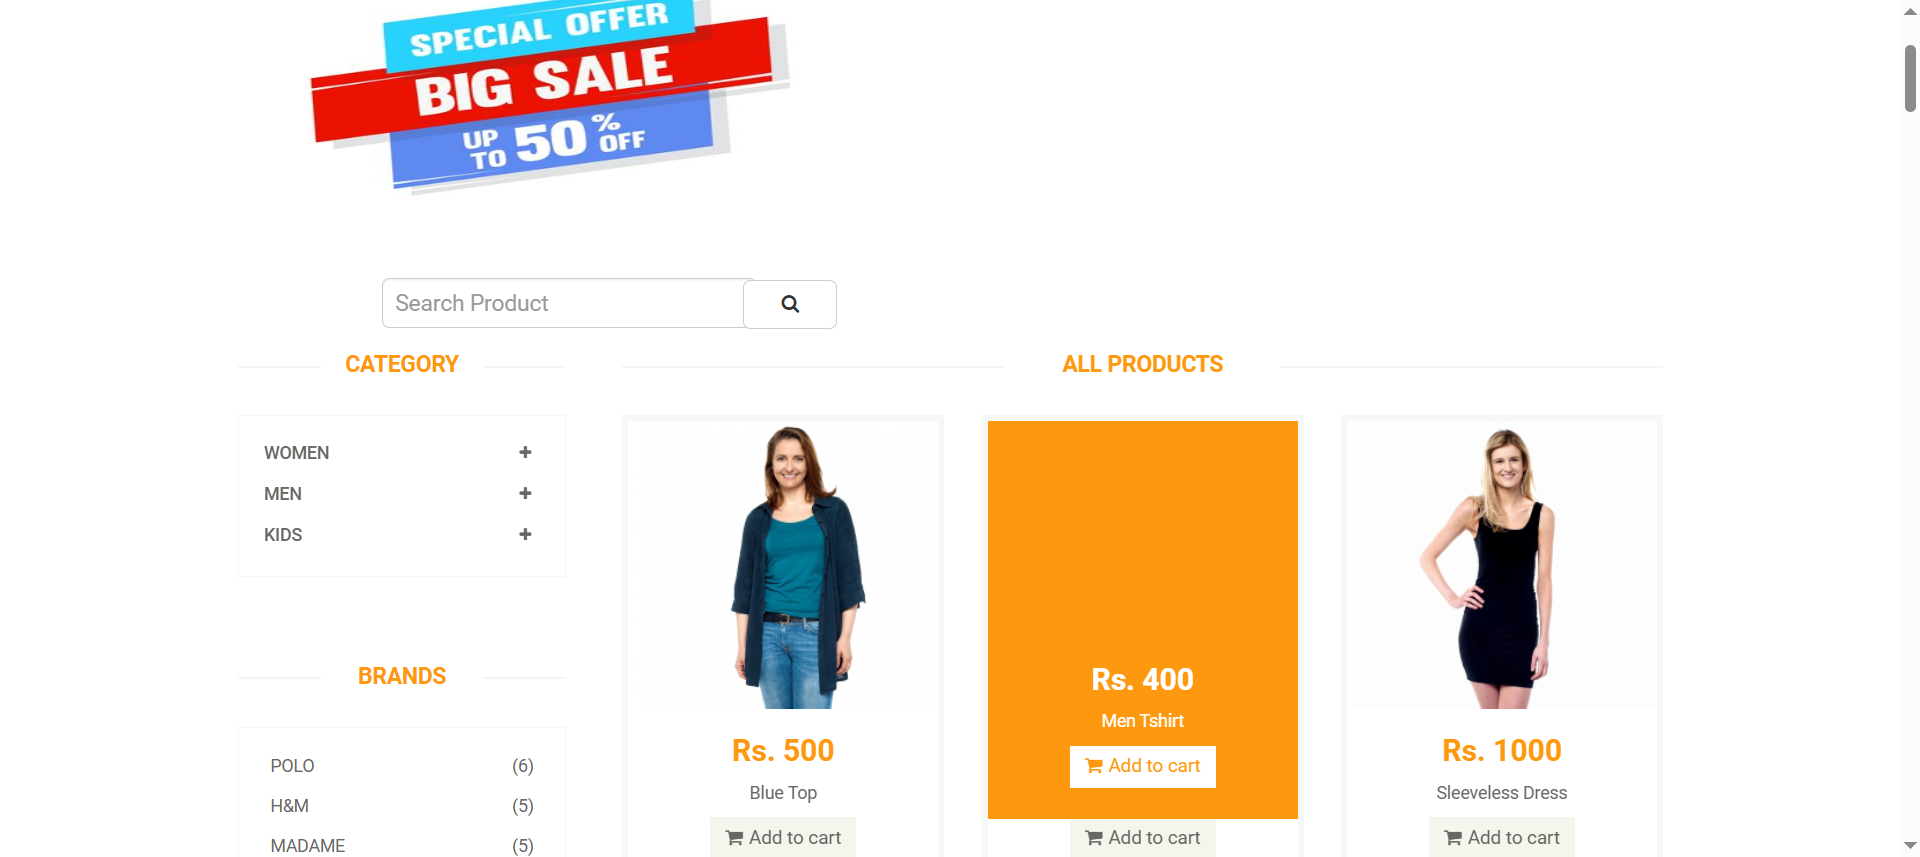 SPECIAL OFFER
BIG SALE
UP TO 50% OFF
Search Product
CATEGORY
WOMEN
MEN
KIDS
BRANDS
POLO (6)
H&M (5)
MADAME (5)
ALL PRODUCTS
Rs. 500
Blue Top
Add to cart
Rs. 400
Men Tshirt
Add to cart
Add to cart
Rs. 1000
Sleeveless Dress
Add to cart